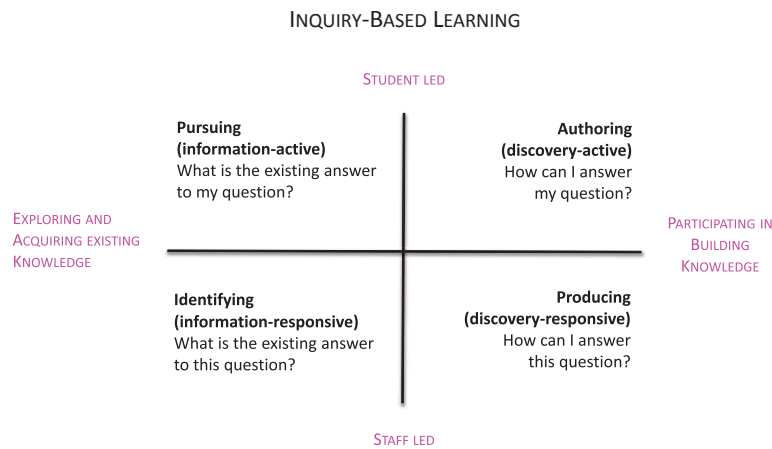 INQUIRY-BASED LEARNING
STUDENT LED
Pursuing
(information-active)
What is the existing answer
to my question?
Authoring
(discovery-active)
How can I answer
my question?
EXPLORING AND
ACQUIRING EXISTING
KNOWLEDGE
PARTICIPATING IN
BUILDING
KNOWLEDGE
Identifying
(information-responsive)
What is the existing answer
to this question?
Producing
(discovery-responsive)
How can I answer
this question?
STAFF LED